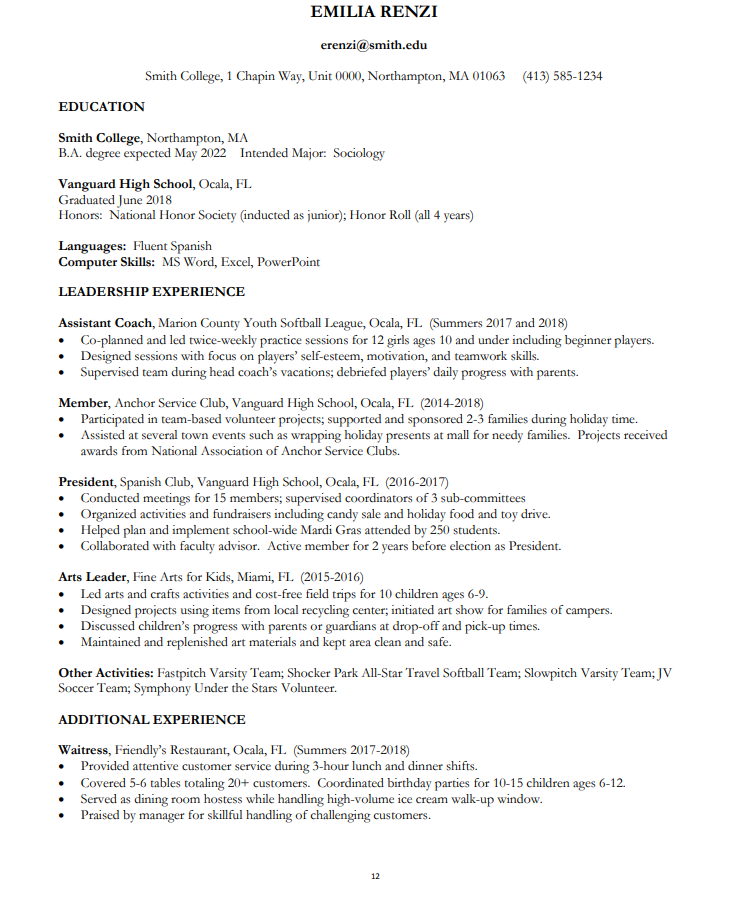 EMILIA RENZI
erenzi@smith.edu
Smith College, 1 Chapin Way, Unit 0000, Northampton, MA 01063 (413) 585-1234
EDUCATION
Smith College, Northampton, MA
B.A. degree expected May 2022 Intended Major: Sociology
Vanguard High School, Ocala, FL
Graduated June 2018
Honors: National Honor Society (inducted as junior); Honor Roll (all 4 years)
Languages: Fluent Spanish
Computer Skills: MS Word, Excel, PowerPoint
LEADERSHIP EXPERIENCE
Assistant Coach, Marion County Youth Softball League, Ocala, FL (Summers 2017 and 2018)
• Co-planned and led twice-weekly practice sessions for 12 girls ages 10 and under including beginner players.
• Designed sessions with focus on players' self-esteem, motivation, and teamwork skills.
• Supervised team during head coach's vacations; debriefed players' daily progress with parents.
Member, Anchor Service Club, Vanguard High School, Ocala, FL (2014-2018)
• Participated in team-based volunteer projects; supported and sponsored 2-3 families during holiday time.
• Assisted at several town events such as wrapping holiday presents at mall for needy families. Projects received
awards from National Association of Anchor Service Clubs.
President, Spanish Club, Vanguard High School, Ocala, FL (2016-2017)
• Conducted meetings for 15 members; supervised coordinators of 3 sub-committees
• Organized activities and fundraisers including candy sale and holiday food and toy drive.
• Helped plan and implement school-wide Mardi Gras attended by 250 students.
• Collaborated with faculty advisor. Active member for 2 years before election as President.
Arts Leader, Fine Arts for Kids, Miami, FL (2015-2016)
• Led arts and crafts activities and cost-free field trips for 10 children ages 6-9.
• Designed projects using items from local recycling center; initiated art show for families of campers.
• Discussed children's progress with parents or guardians at drop-off and pick-up times.
• Maintained and replenished art materials and kept area clean and safe.
Other Activities: Fastpitch Varsity Team; Shocker Park All-Star Travel Softball Team; Slowpitch Varsity Team; JV
Soccer Team; Symphony Under the Stars Volunteer.
ADDITIONAL EXPERIENCE
Waitress, Friendly's Restaurant, Ocala, FL (Summers 2017-2018)
• Provided attentive customer service during 3-hour lunch and dinner shifts.
• Covered 5-6 tables totaling 20+ customers. Coordinated birthday parties for 10-15 children ages 6-12.
• Served as dining room hostess while handling high-volume ice cream walk-up window.
• Praised by manager for skillful handling of challenging customers.
12